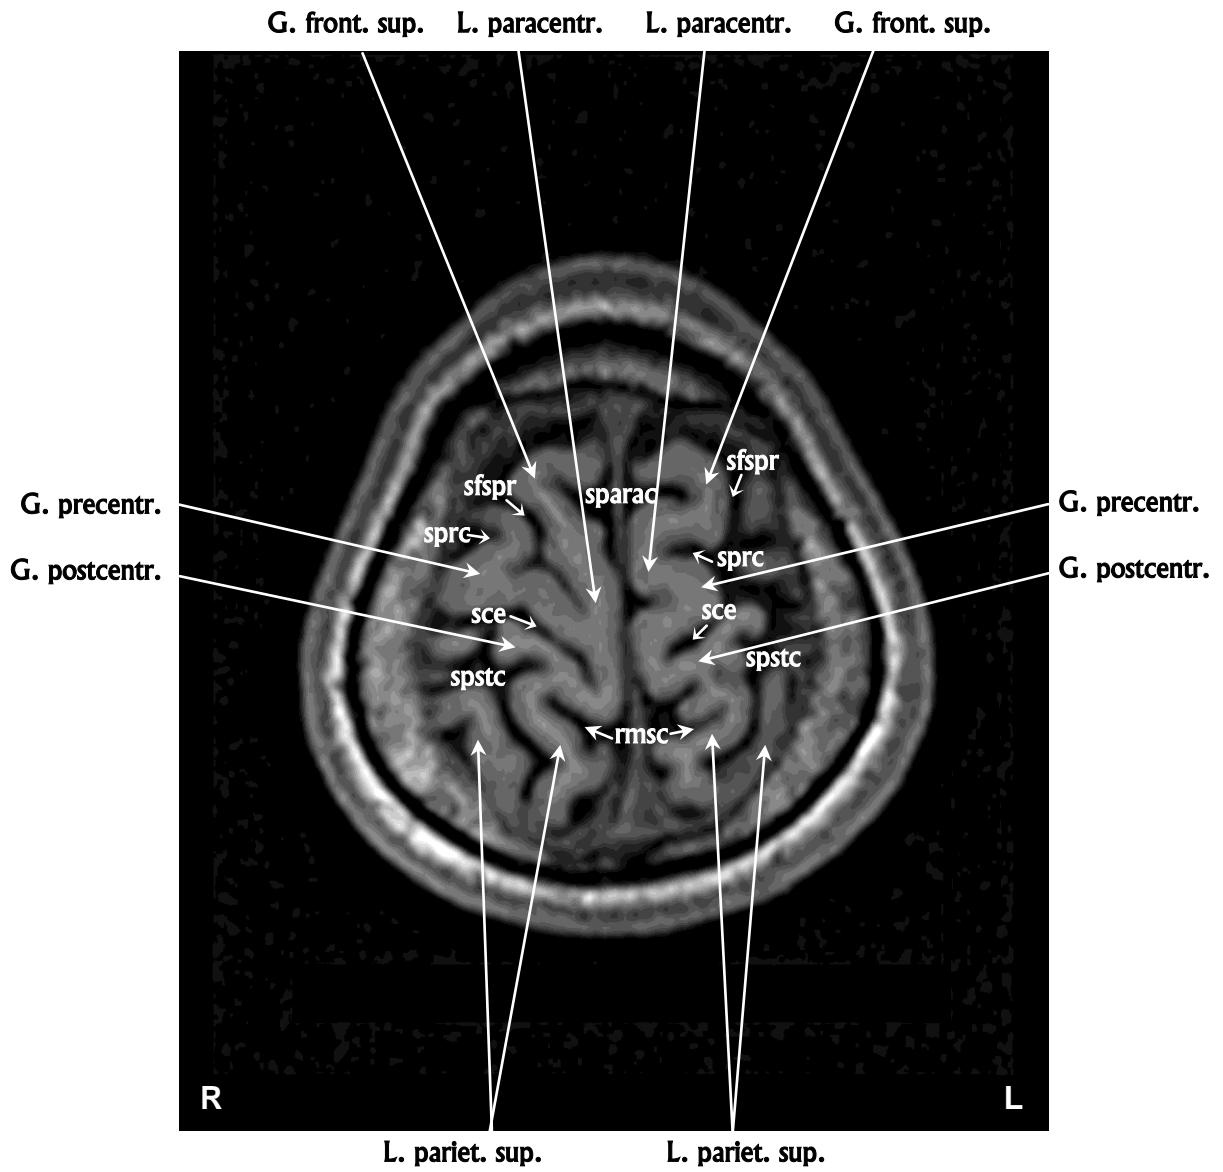 G. front. sup. L. paracentr. L. paracentr. G. front. sup.
sfspr
sfspr
sparac
G. precentr.
G. precentr.
sprc
sprc
G. postcentr.
G. postcentr.
sce
sce
spstc
spstc
rmsc
R
L
L. pariet. sup. L. pariet. sup.